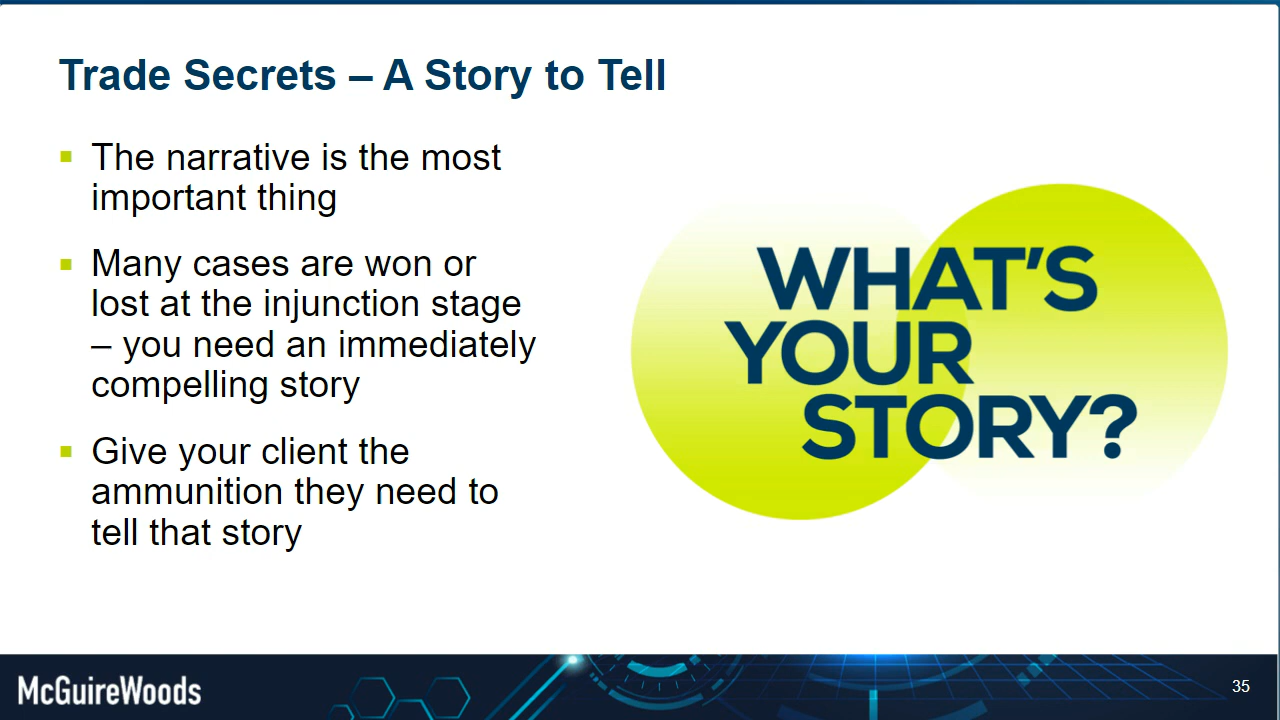 Trade Secrets – A Story to Tell
▪ The narrative is the most
important thing
▪ Many cases are won or
lost at the injunction stage
– you need an immediately
compelling story
▪ Give your client the
ammunition they need to
tell that story
WHAT'S
YOUR
STORY?
McGuireWoods
35